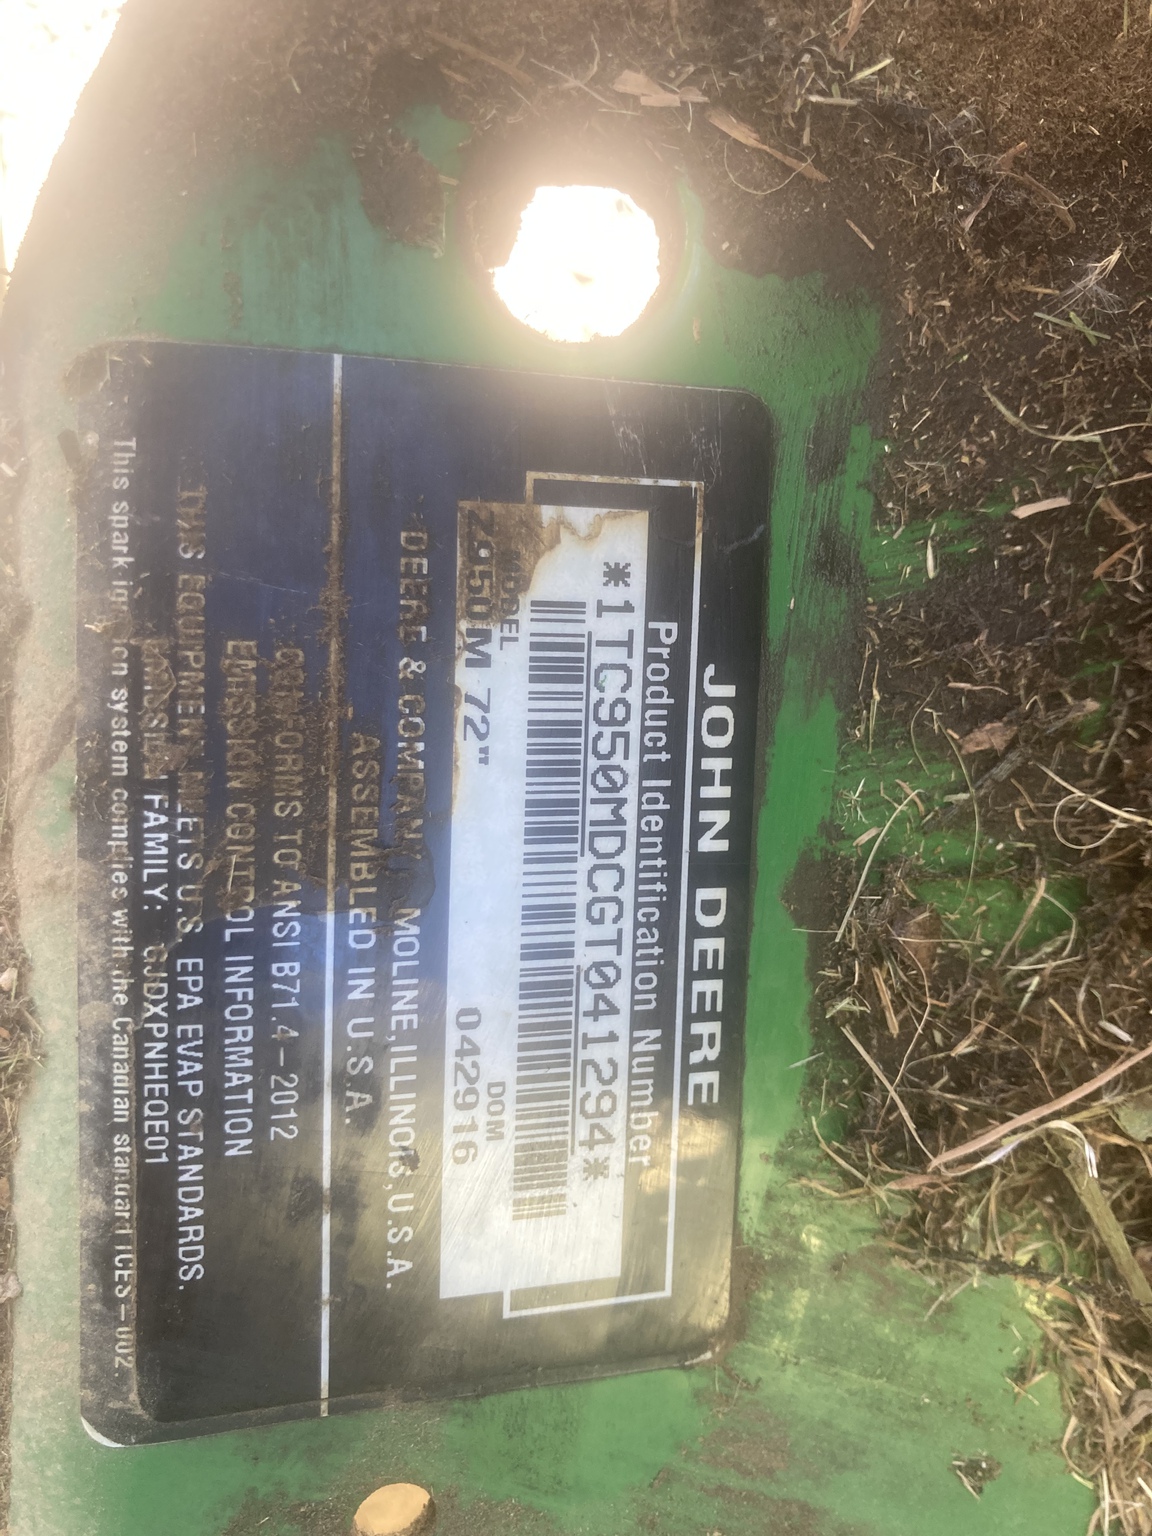 JOHN DEERE
Product Identification Number
*1TC950MDCGT041294*
MODEL DOM
Z950M 72" 042916
DEERE & COMPANY MOLINE, ILLINOIS, U.S.A.
ASSEMBLED IN U.S.A.
CONFORMS TO ANSI B71.4-2012
EMISSION CONTROL INFORMATION
THIS EQUIPMENT MEETS U.S. EPA EVAP STANDARDS.
EMISSION FAMILY: GJDXPNHEQE01
This spark ignition system complies with the Canadian standard ICES-002.